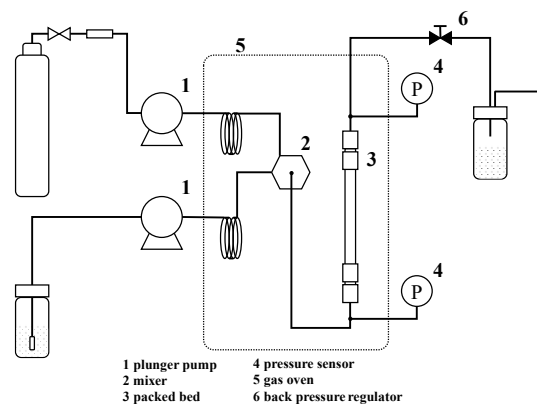 6
5
4
1
P
2
3
1
4
P
1 plunger pump 4 pressure sensor
2 mixer 5 gas oven
3 packed bed 6 back pressure regulator